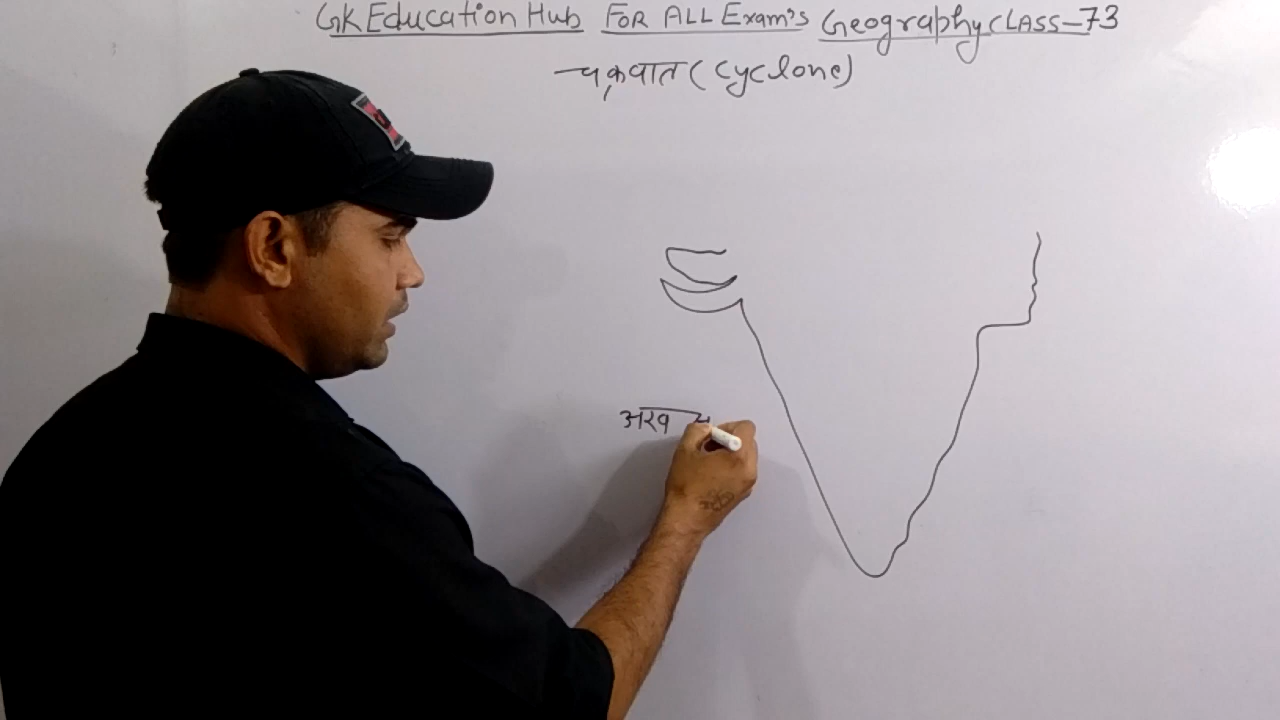 GK Education Hub FOR ALL Exam's Geography CLASS-73
चक्रवात (Cyclone)
अरब